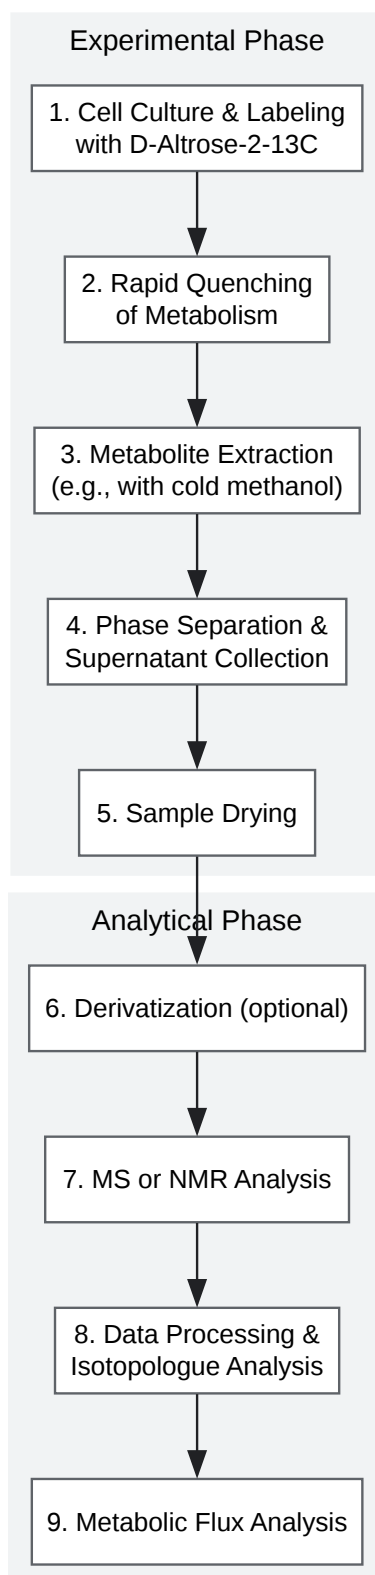 Experimental Phase
1. Cell Culture & Labeling
with D-Altrose-2-13C
2. Rapid Quenching
of Metabolism
3. Metabolite Extraction
(e.g., with cold methanol)
4. Phase Separation &
Supernatant Collection
5. Sample Drying
Analytical Phase
6. Derivatization (optional)
7. MS or NMR Analysis
8. Data Processing &
Isotopologue Analysis
9. Metabolic Flux Analysis